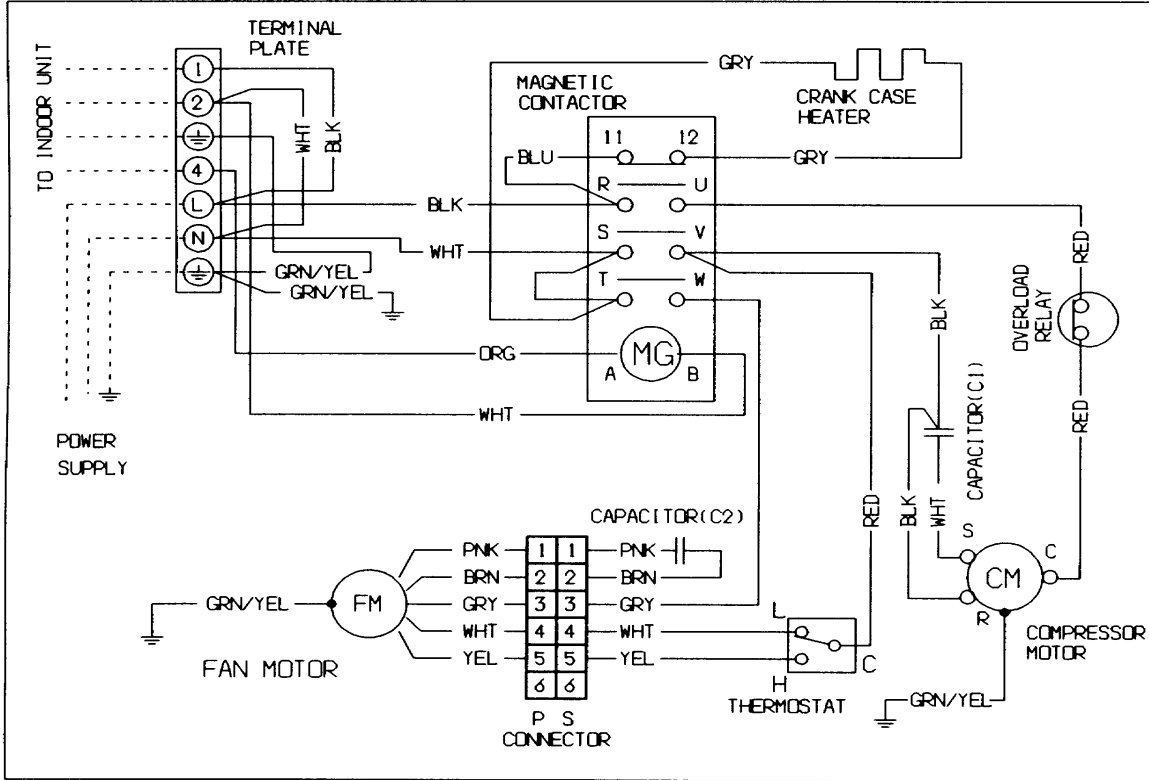 TERMINAL
PLATE
TO INDOOR UNIT
1
2
4
L
N
WHT
BLK
GRN/YEL
GRN/YEL
POWER
SUPPLY
MAGNETIC
CONTACTOR
11 12
BLU
R U
BLK
S V
WHT
T W
ORG
MG
A B
WHT
GRY
CRANK CASE
HEATER
GRY
RED
OVERLOAD
RELAY
RED
BLK
CAPACITOR(C1)
BLK
WHT
RED
S
C
CM
R
COMPRESSOR
MOTOR
GRN/YEL
CAPACITOR(C2)
PNK 1 1 PNK
BRN 2 2 BRN
GRY 3 3 GRY
WHT 4 4 WHT
YEL 5 5 YEL
6 6
P S
CONNECTOR
GRN/YEL
FM
FAN MOTOR
L
C
H
THERMOSTAT